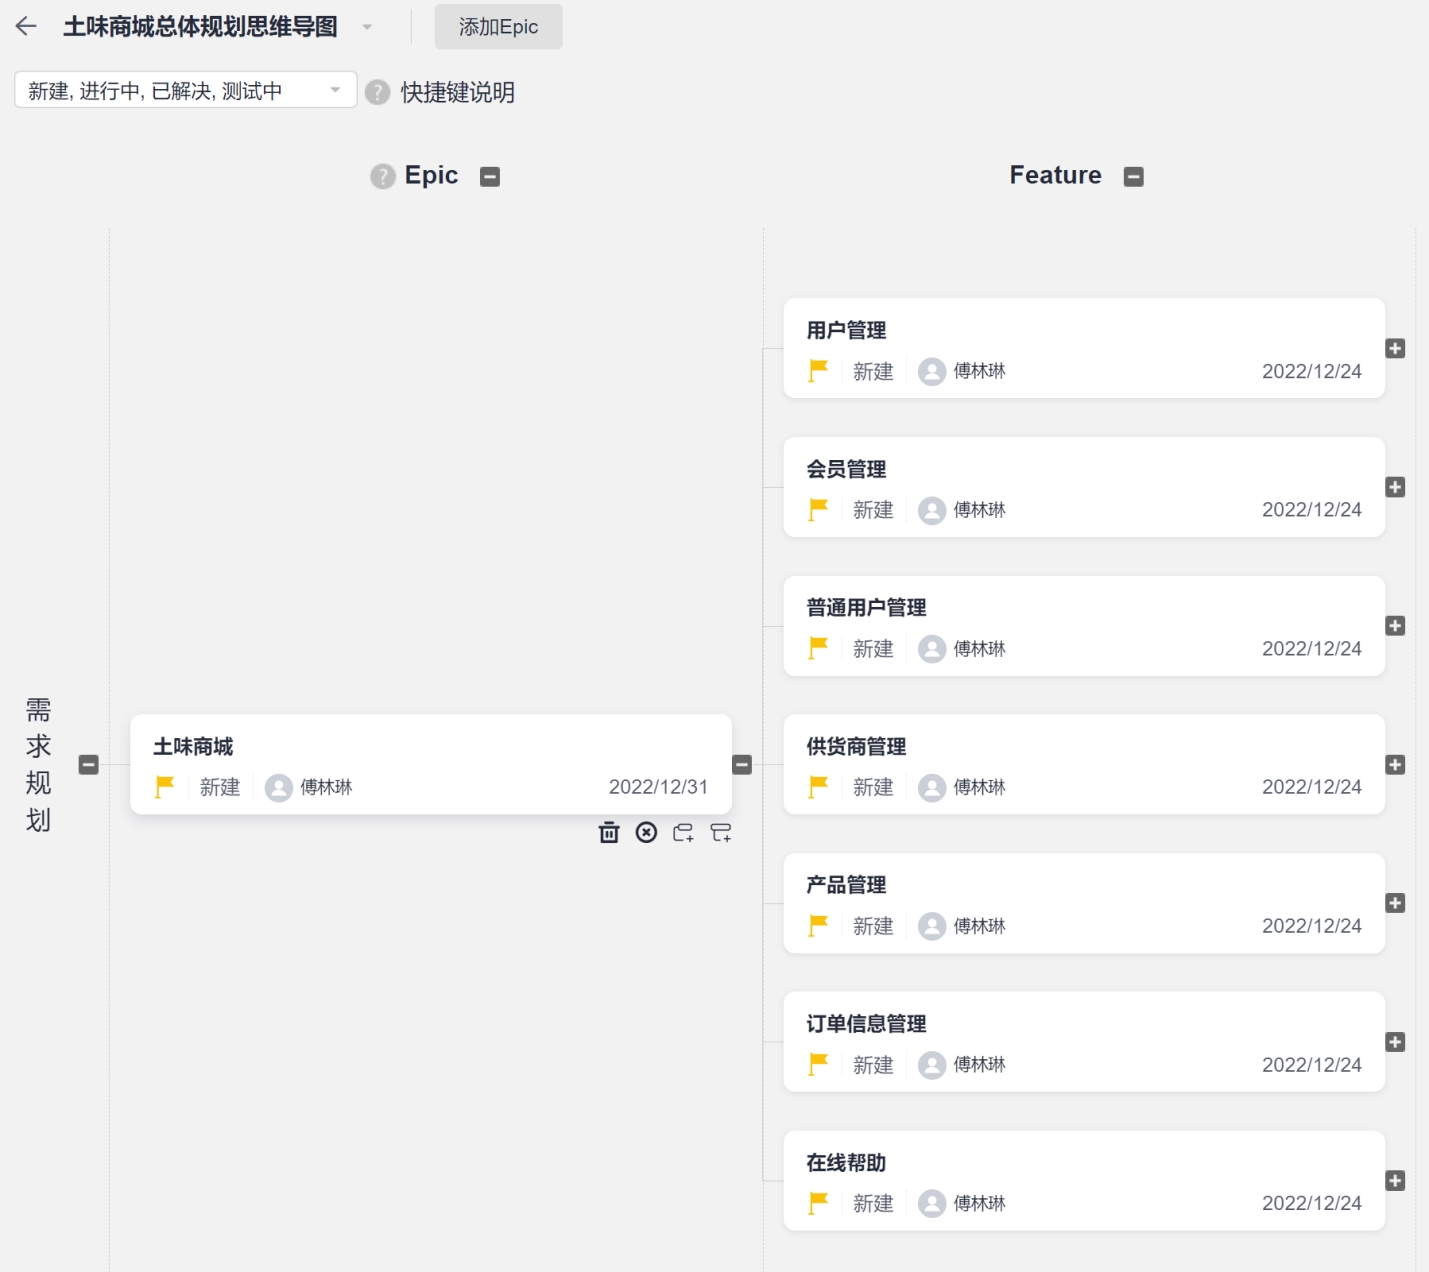 土味商城总体规划思维导图
添加Epic
新建, 进行中, 已解决, 测试中
快捷键说明
Epic
Feature
需求规划
土味商城
新建 傅林琳 2022/12/31
用户管理
新建 傅林琳 2022/12/24
会员管理
新建 傅林琳 2022/12/24
普通用户管理
新建 傅林琳 2022/12/24
供货商管理
新建 傅林琳 2022/12/24
产品管理
新建 傅林琳 2022/12/24
订单信息管理
新建 傅林琳 2022/12/24
在线帮助
新建 傅林琳 2022/12/24